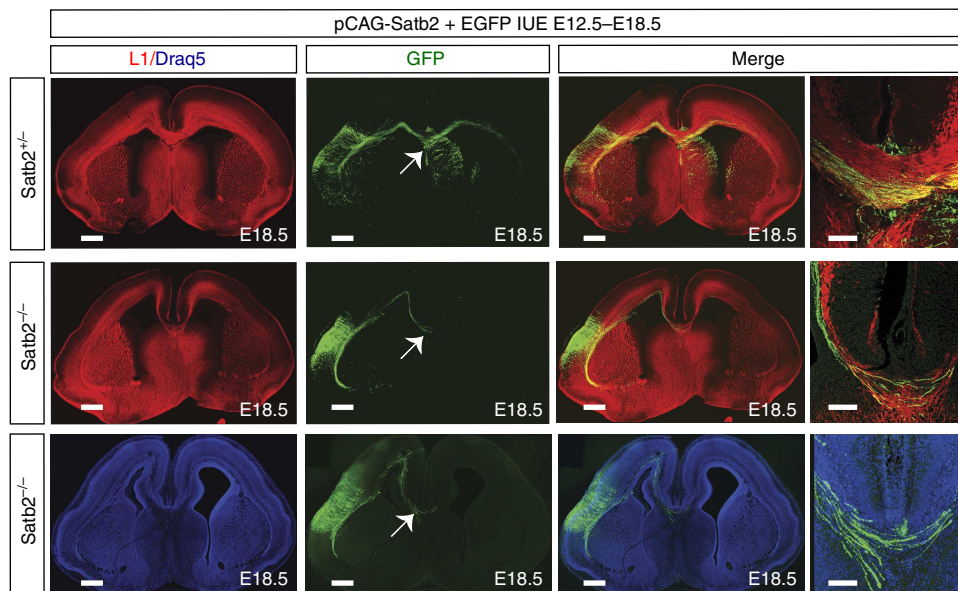 pCAG-Satb2 + EGFP IUE E12.5–E18.5
L1/Draq5
GFP
Merge
Satb2+/–
E18.5
E18.5
E18.5
Satb2–/–
E18.5
E18.5
E18.5
Satb2–/–
E18.5
E18.5
E18.5